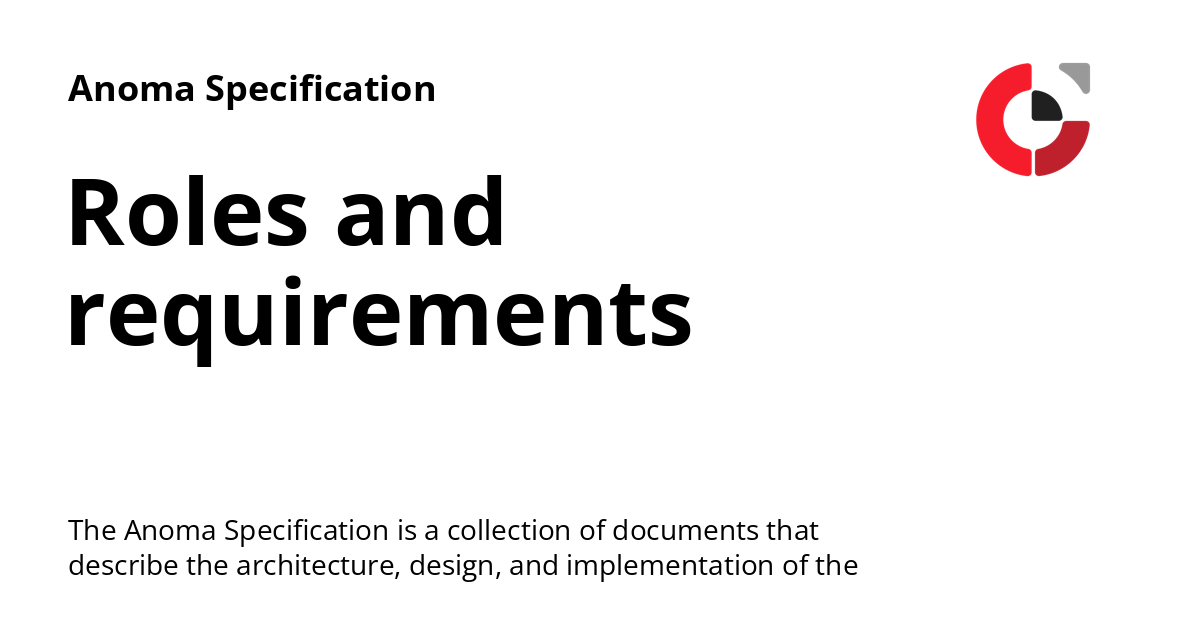 Anoma Specification
Roles and
requirements
The Anoma Specification is a collection of documents that
describe the architecture, design, and implementation of the